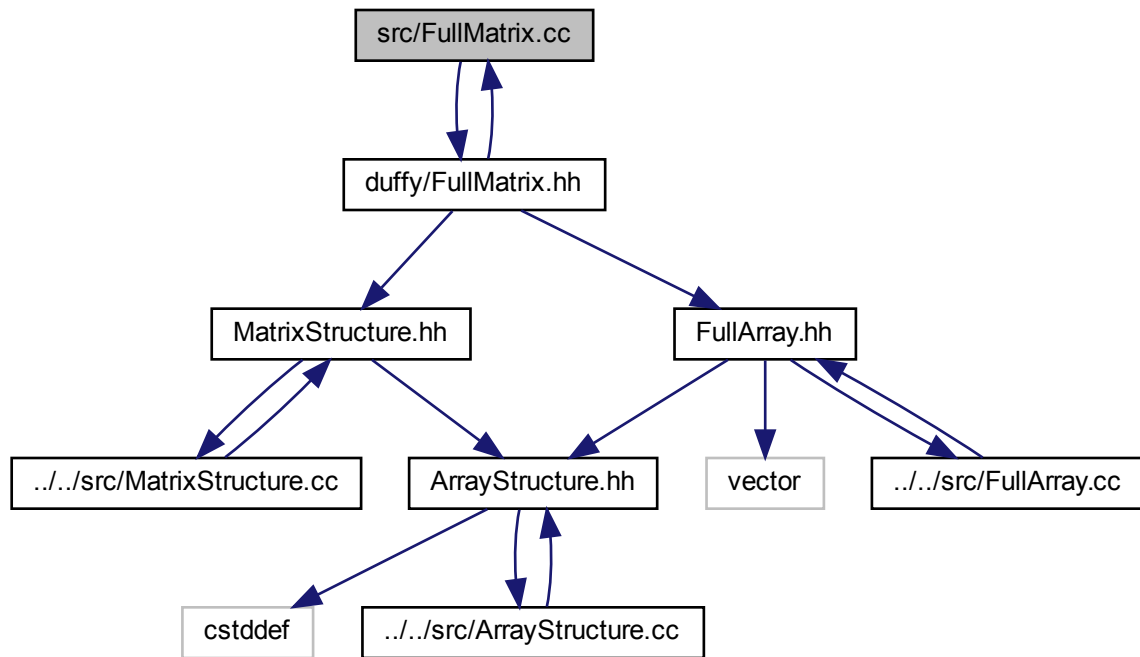 src/FullMatrix.cc
duffy/FullMatrix.hh
MatrixStructure.hh
FullArray.hh
../../src/MatrixStructure.cc
ArrayStructure.hh
vector
../../src/FullArray.cc
cstddef
../../src/ArrayStructure.cc